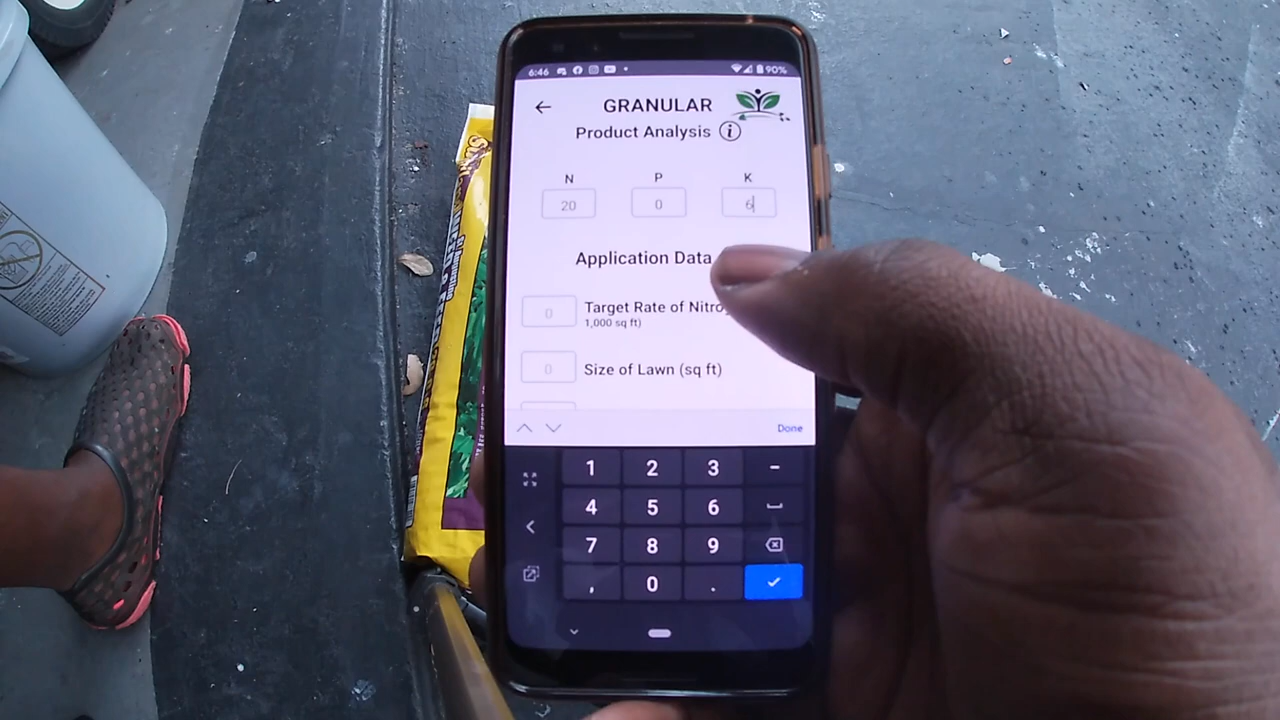 6:46
90%
GRANULAR
Product Analysis i
N P K
20 0 6
Application Data
0 Target Rate of Nitro
1,000 sq ft)
0 Size of Lawn (sq ft)
Done
1 2 3 -
4 5 6
7 8 9
, 0 .